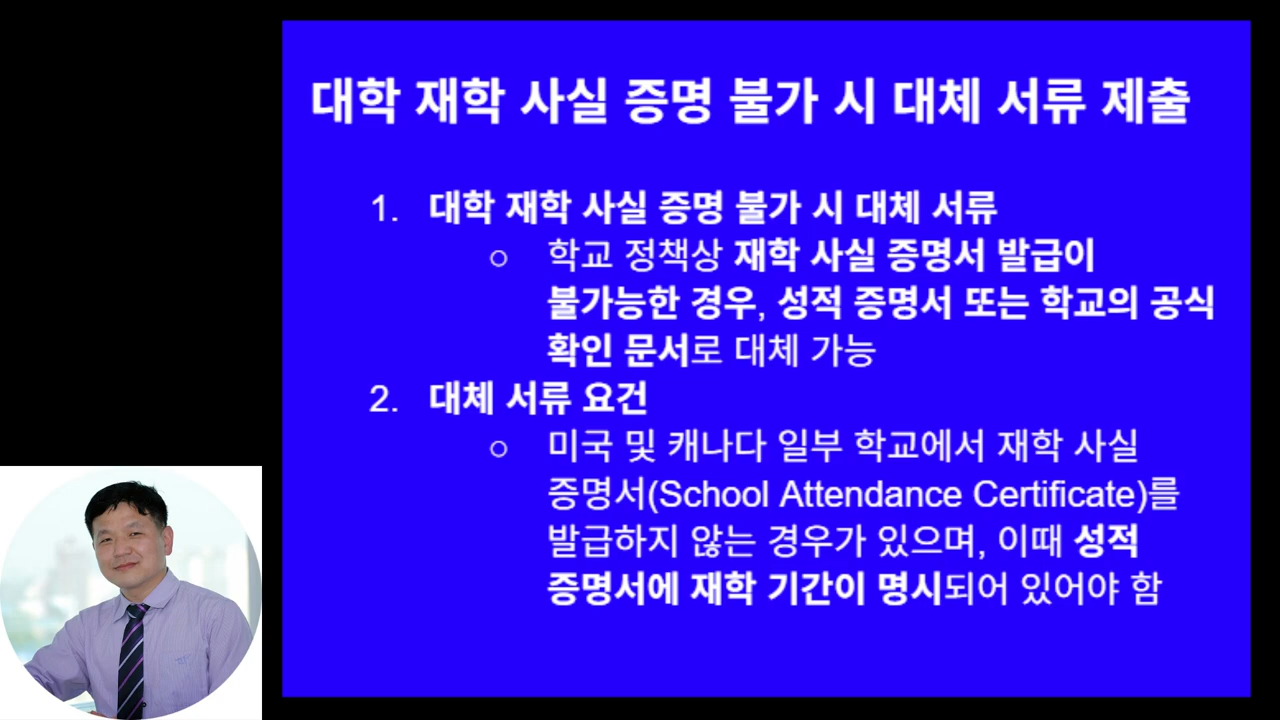 대학 재학 사실 증명 불가 시 대체 서류 제출
1. 대학 재학 사실 증명 불가 시 대체 서류
○ 학교 정책상 재학 사실 증명서 발급이
불가능한 경우, 성적 증명서 또는 학교의 공식
확인 문서로 대체 가능
2. 대체 서류 요건
○ 미국 및 캐나다 일부 학교에서 재학 사실
증명서(School Attendance Certificate)를
발급하지 않는 경우가 있으며, 이때 성적
증명서에 재학 기간이 명시되어 있어야 함